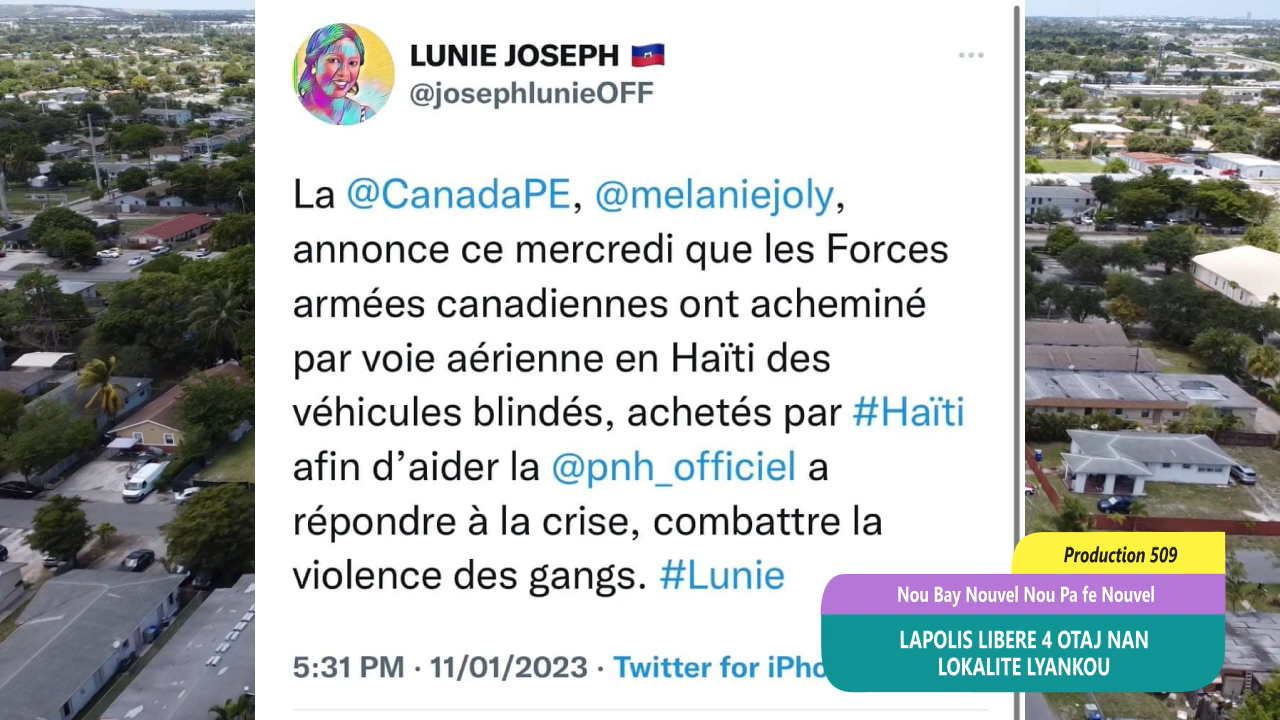 LUNIE JOSEPH 🇭🇹
@josephlunieOFF
La @CanadaPE, @melaniejoly,
annonce ce mercredi que les Forces
armées canadiennes ont acheminé
par voie aérienne en Haïti des
véhicules blindés, achetés par #Haïti
afin d’aider la @pnh_officiel a
répondre à la crise, combattre la
violence des gangs. #Lunie
5:31 PM · 11/01/2023 · Twitter for iPho
Production 509
Nou Bay Nouvel Nou Pa fe Nouvel
LAPOLIS LIBERE 4 OTAJ NAN
LOKALITE LYANKOU